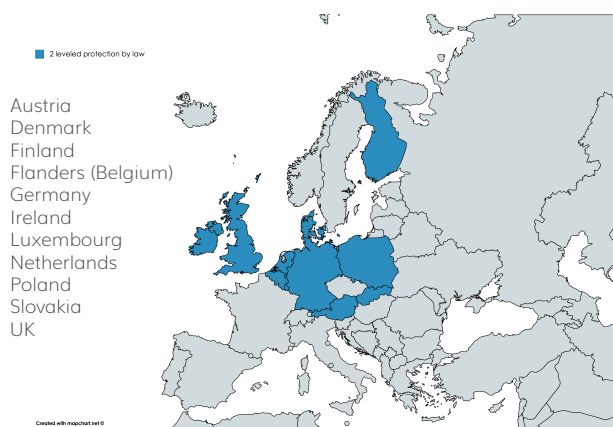 2 leveled protection by law
Austria
Denmark
Finland
Flanders (Belgium)
Germany
Ireland
Luxembourg
Netherlands
Poland
Slovakia
UK
Created with mapchart.net ©